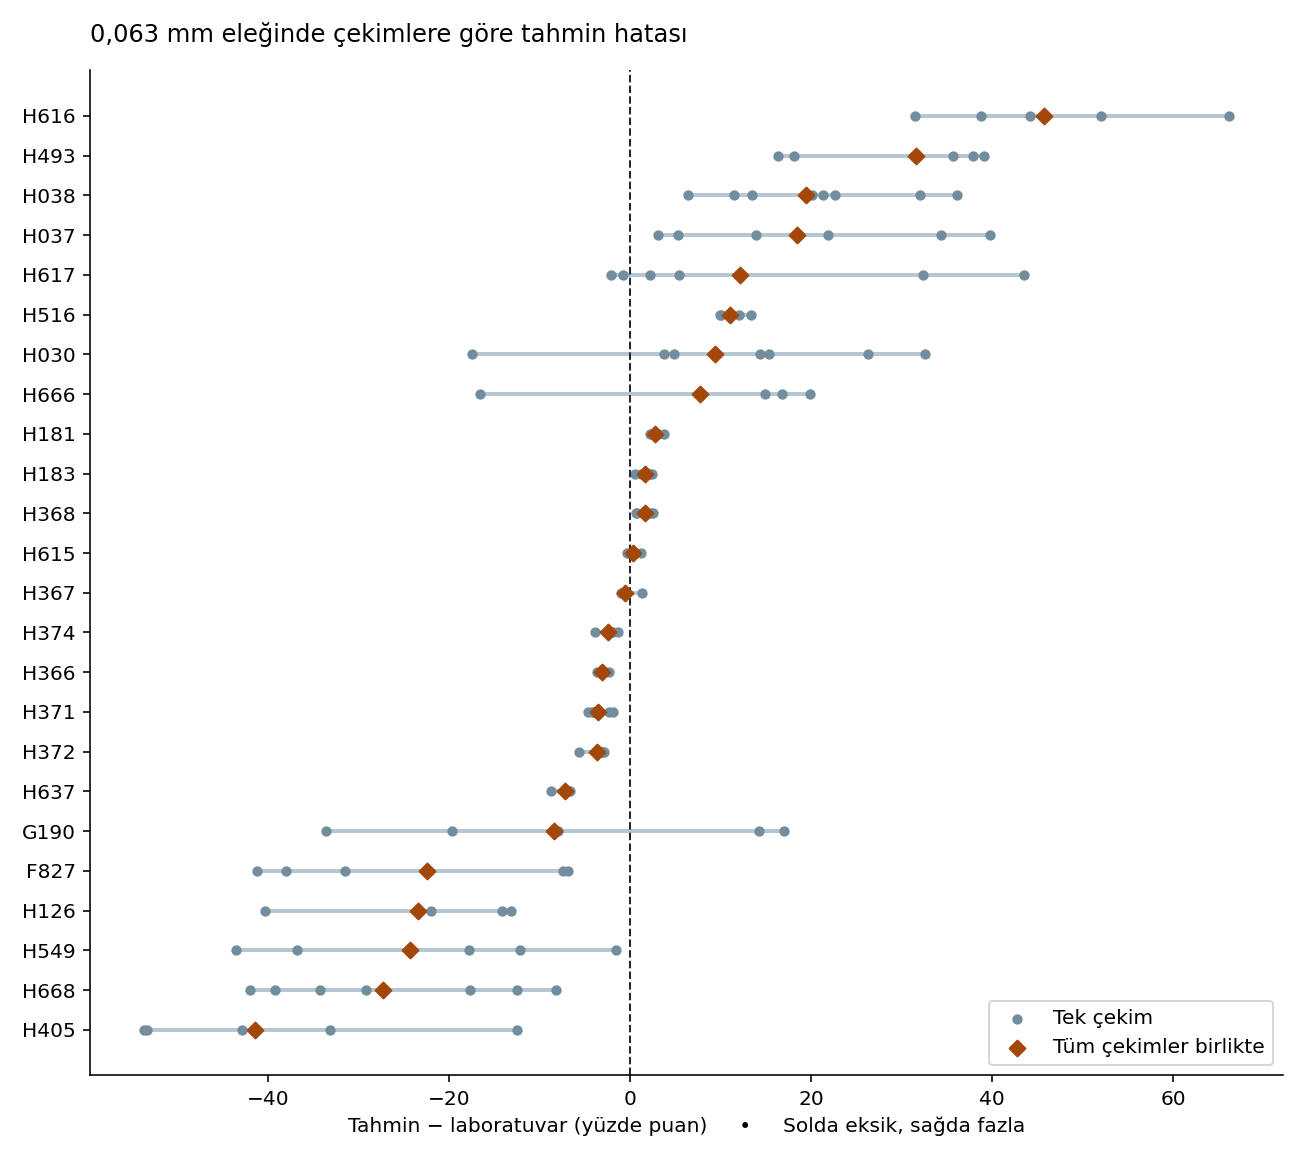 0,063 mm eleğinde çekimlere göre tahmin hatası
H616
H493
H038
H037
H617
H516
H030
H666
H181
H183
H368
H615
H367
H374
H366
H371
H372
H637
G190
F827
H126
H549
H668
H405
Tek çekim
Tüm çekimler birlikte
−40 −20 0 20 40 60
Tahmin − laboratuvar (yüzde puan) • Solda eksik, sağda fazla